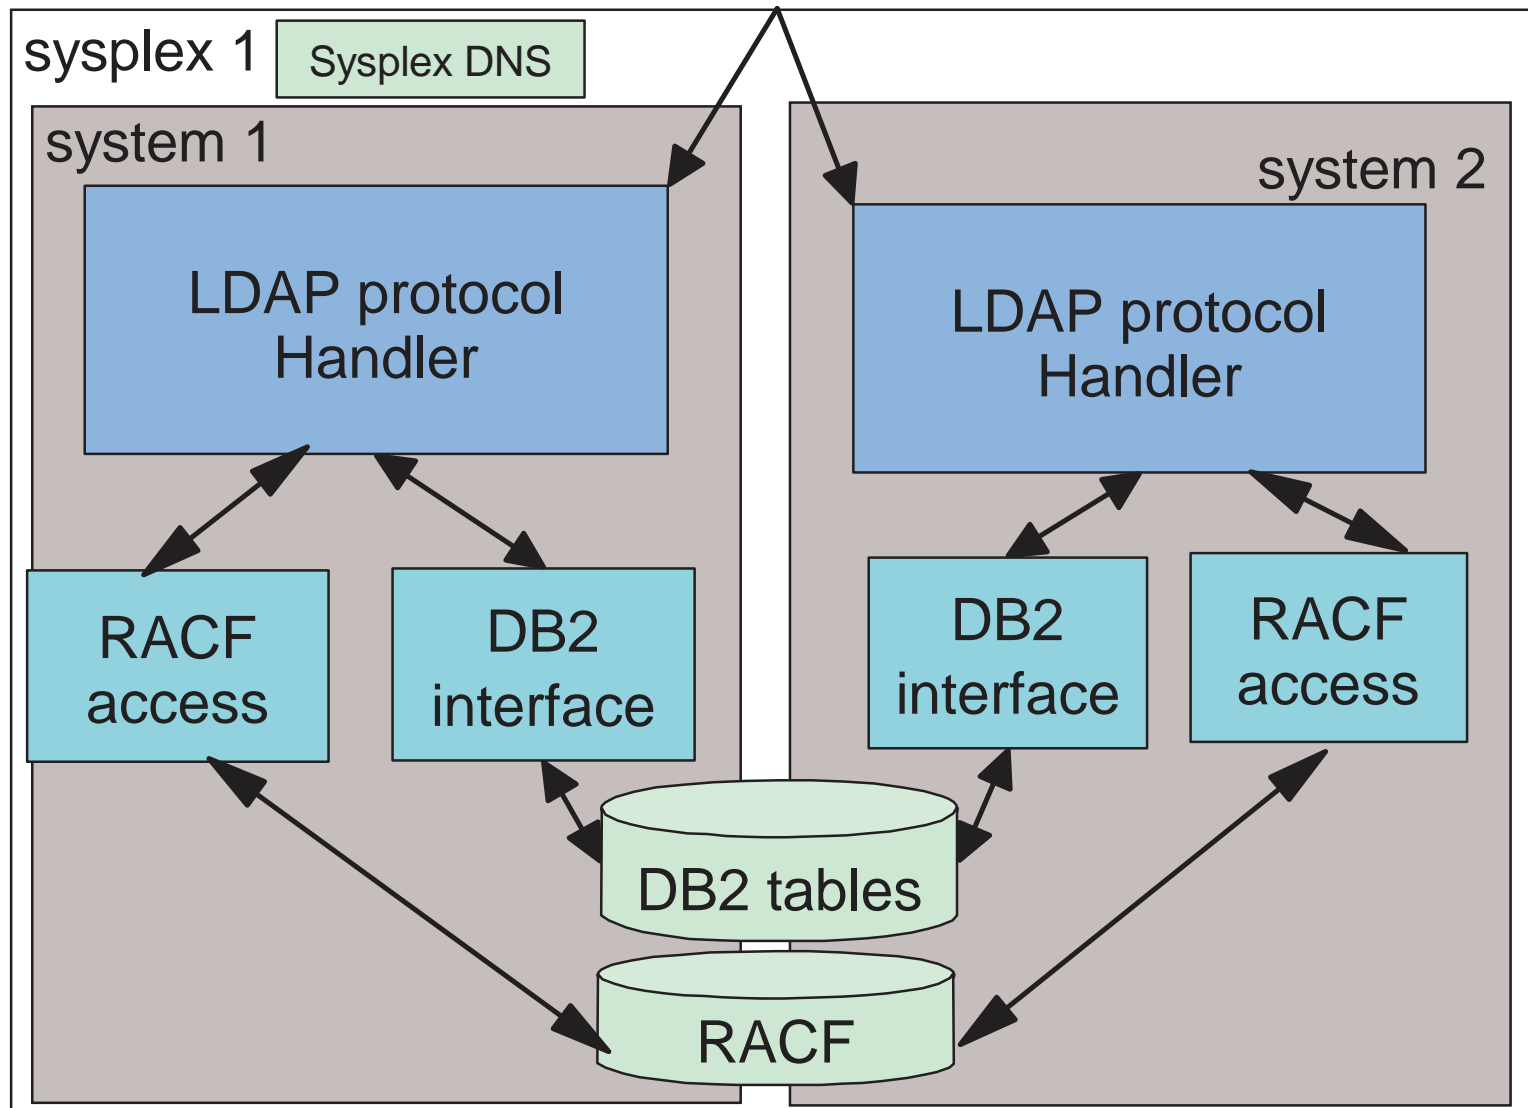 sysplex 1
Sysplex DNS
system 1
system 2
LDAP protocol
Handler
LDAP protocol
Handler
RACF
access
DB2
interface
DB2
interface
RACF
access
DB2 tables
RACF